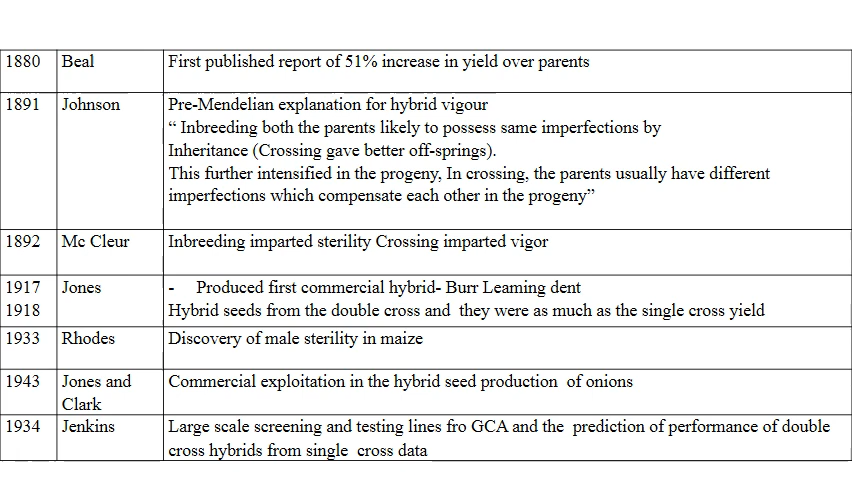 1880 Beal First published report of 51% increase in yield over parents
1891 Johnson Pre-Mendelian explanation for hybrid vigour
“ Inbreeding both the parents likely to possess same imperfections by
Inheritance (Crossing gave better off-springs).
This further intensified in the progeny, In crossing, the parents usually have different
imperfections which compensate each other in the progeny”
1892 Mc Cleur Inbreeding imparted sterility Crossing imparted vigor
1917 Jones - Produced first commercial hybrid- Burr Leaming dent
1918 Hybrid seeds from the double cross and they were as much as the single cross yield
1933 Rhodes Discovery of male sterility in maize
1943 Jones and Commercial exploitation in the hybrid seed production of onions
Clark
1934 Jenkins Large scale screening and testing lines fro GCA and the prediction of performance of double
cross hybrids from single cross data